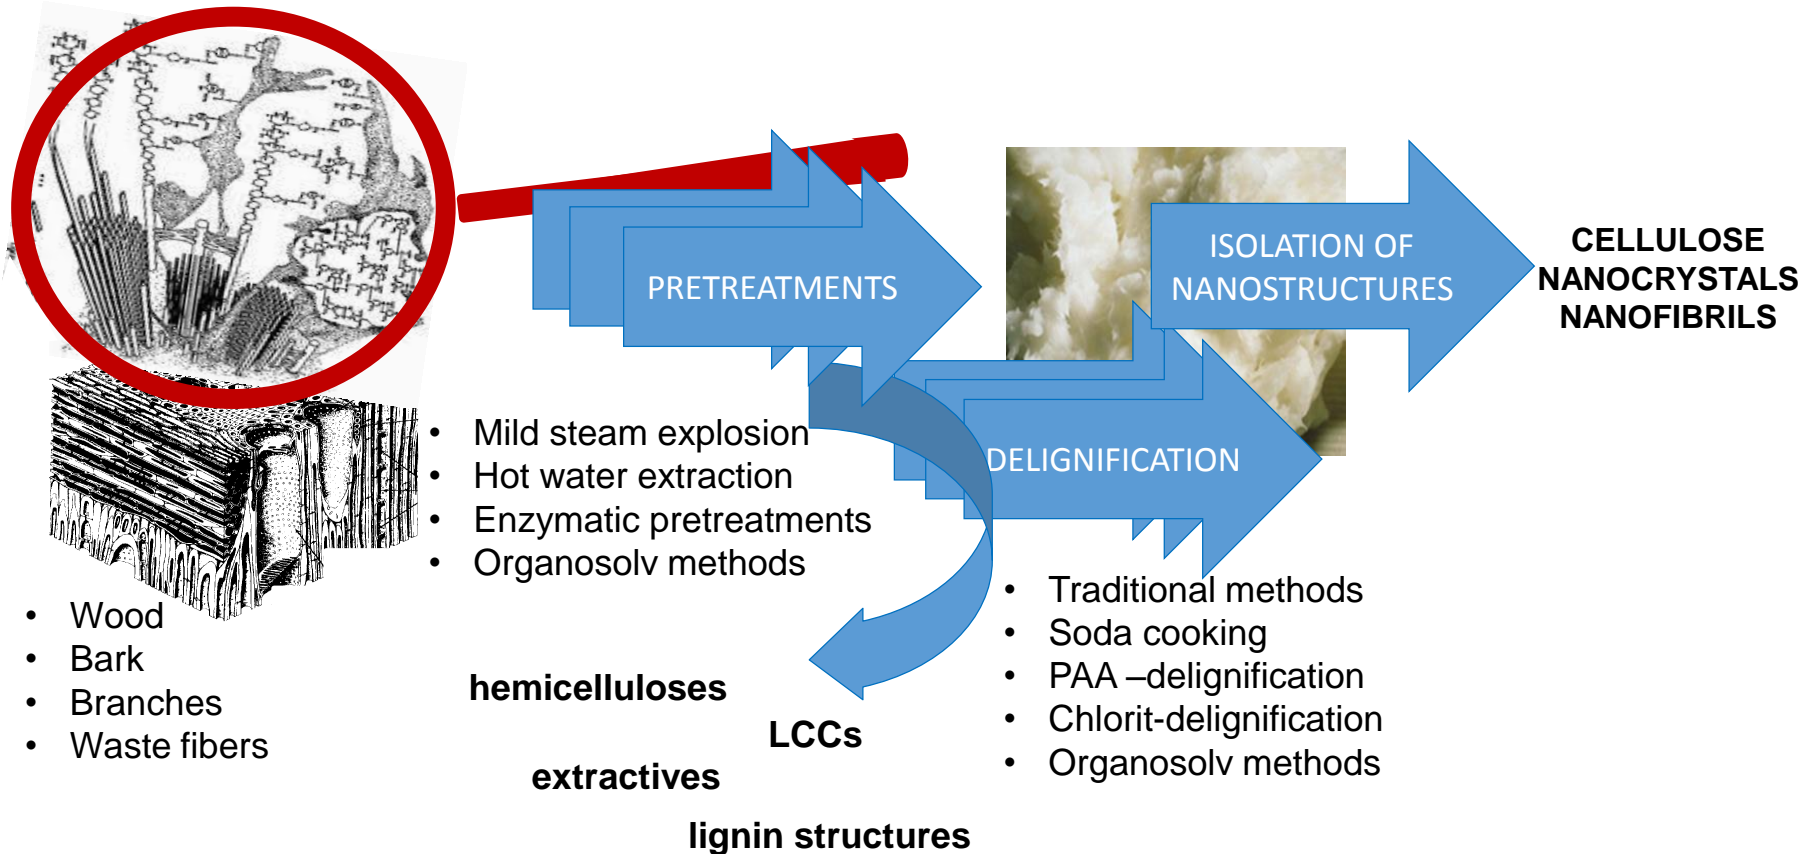 PRETREATMENTS
ISOLATION OF
NANOSTRUCTURES
CELLULOSE
NANOCRYSTALS
NANOFIBRILS
DELIGNIFICATION
• Mild steam explosion
• Hot water extraction
• Enzymatic pretreatments
• Organosolv methods
• Wood
• Bark
• Branches
• Waste fibers
hemicelluloses
LCCs
extractives
lignin structures
• Traditional methods
• Soda cooking
• PAA –delignification
• Chlorit-delignification
• Organosolv methods